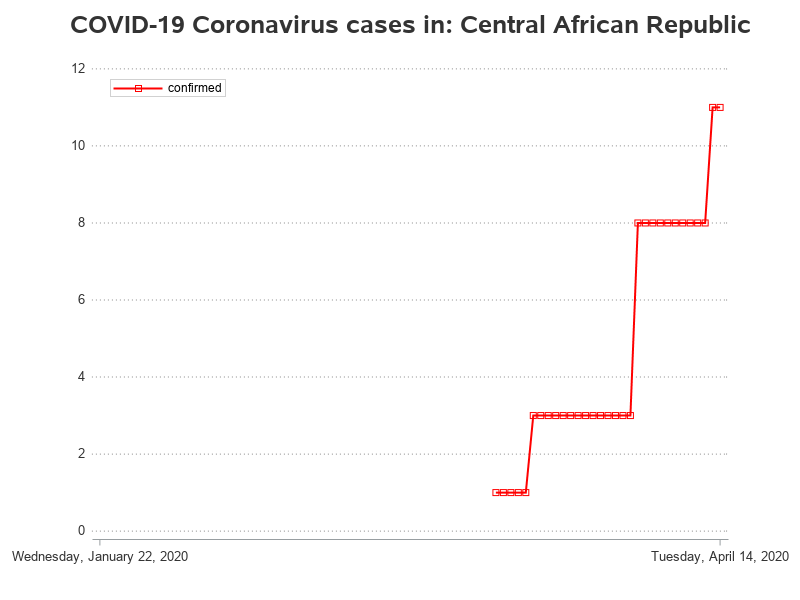 COVID-19 Coronavirus cases in: Central African Republic
12
confirmed
10
8
6
4
2
0
Wednesday, January 22, 2020
Tuesday, April 14, 2020